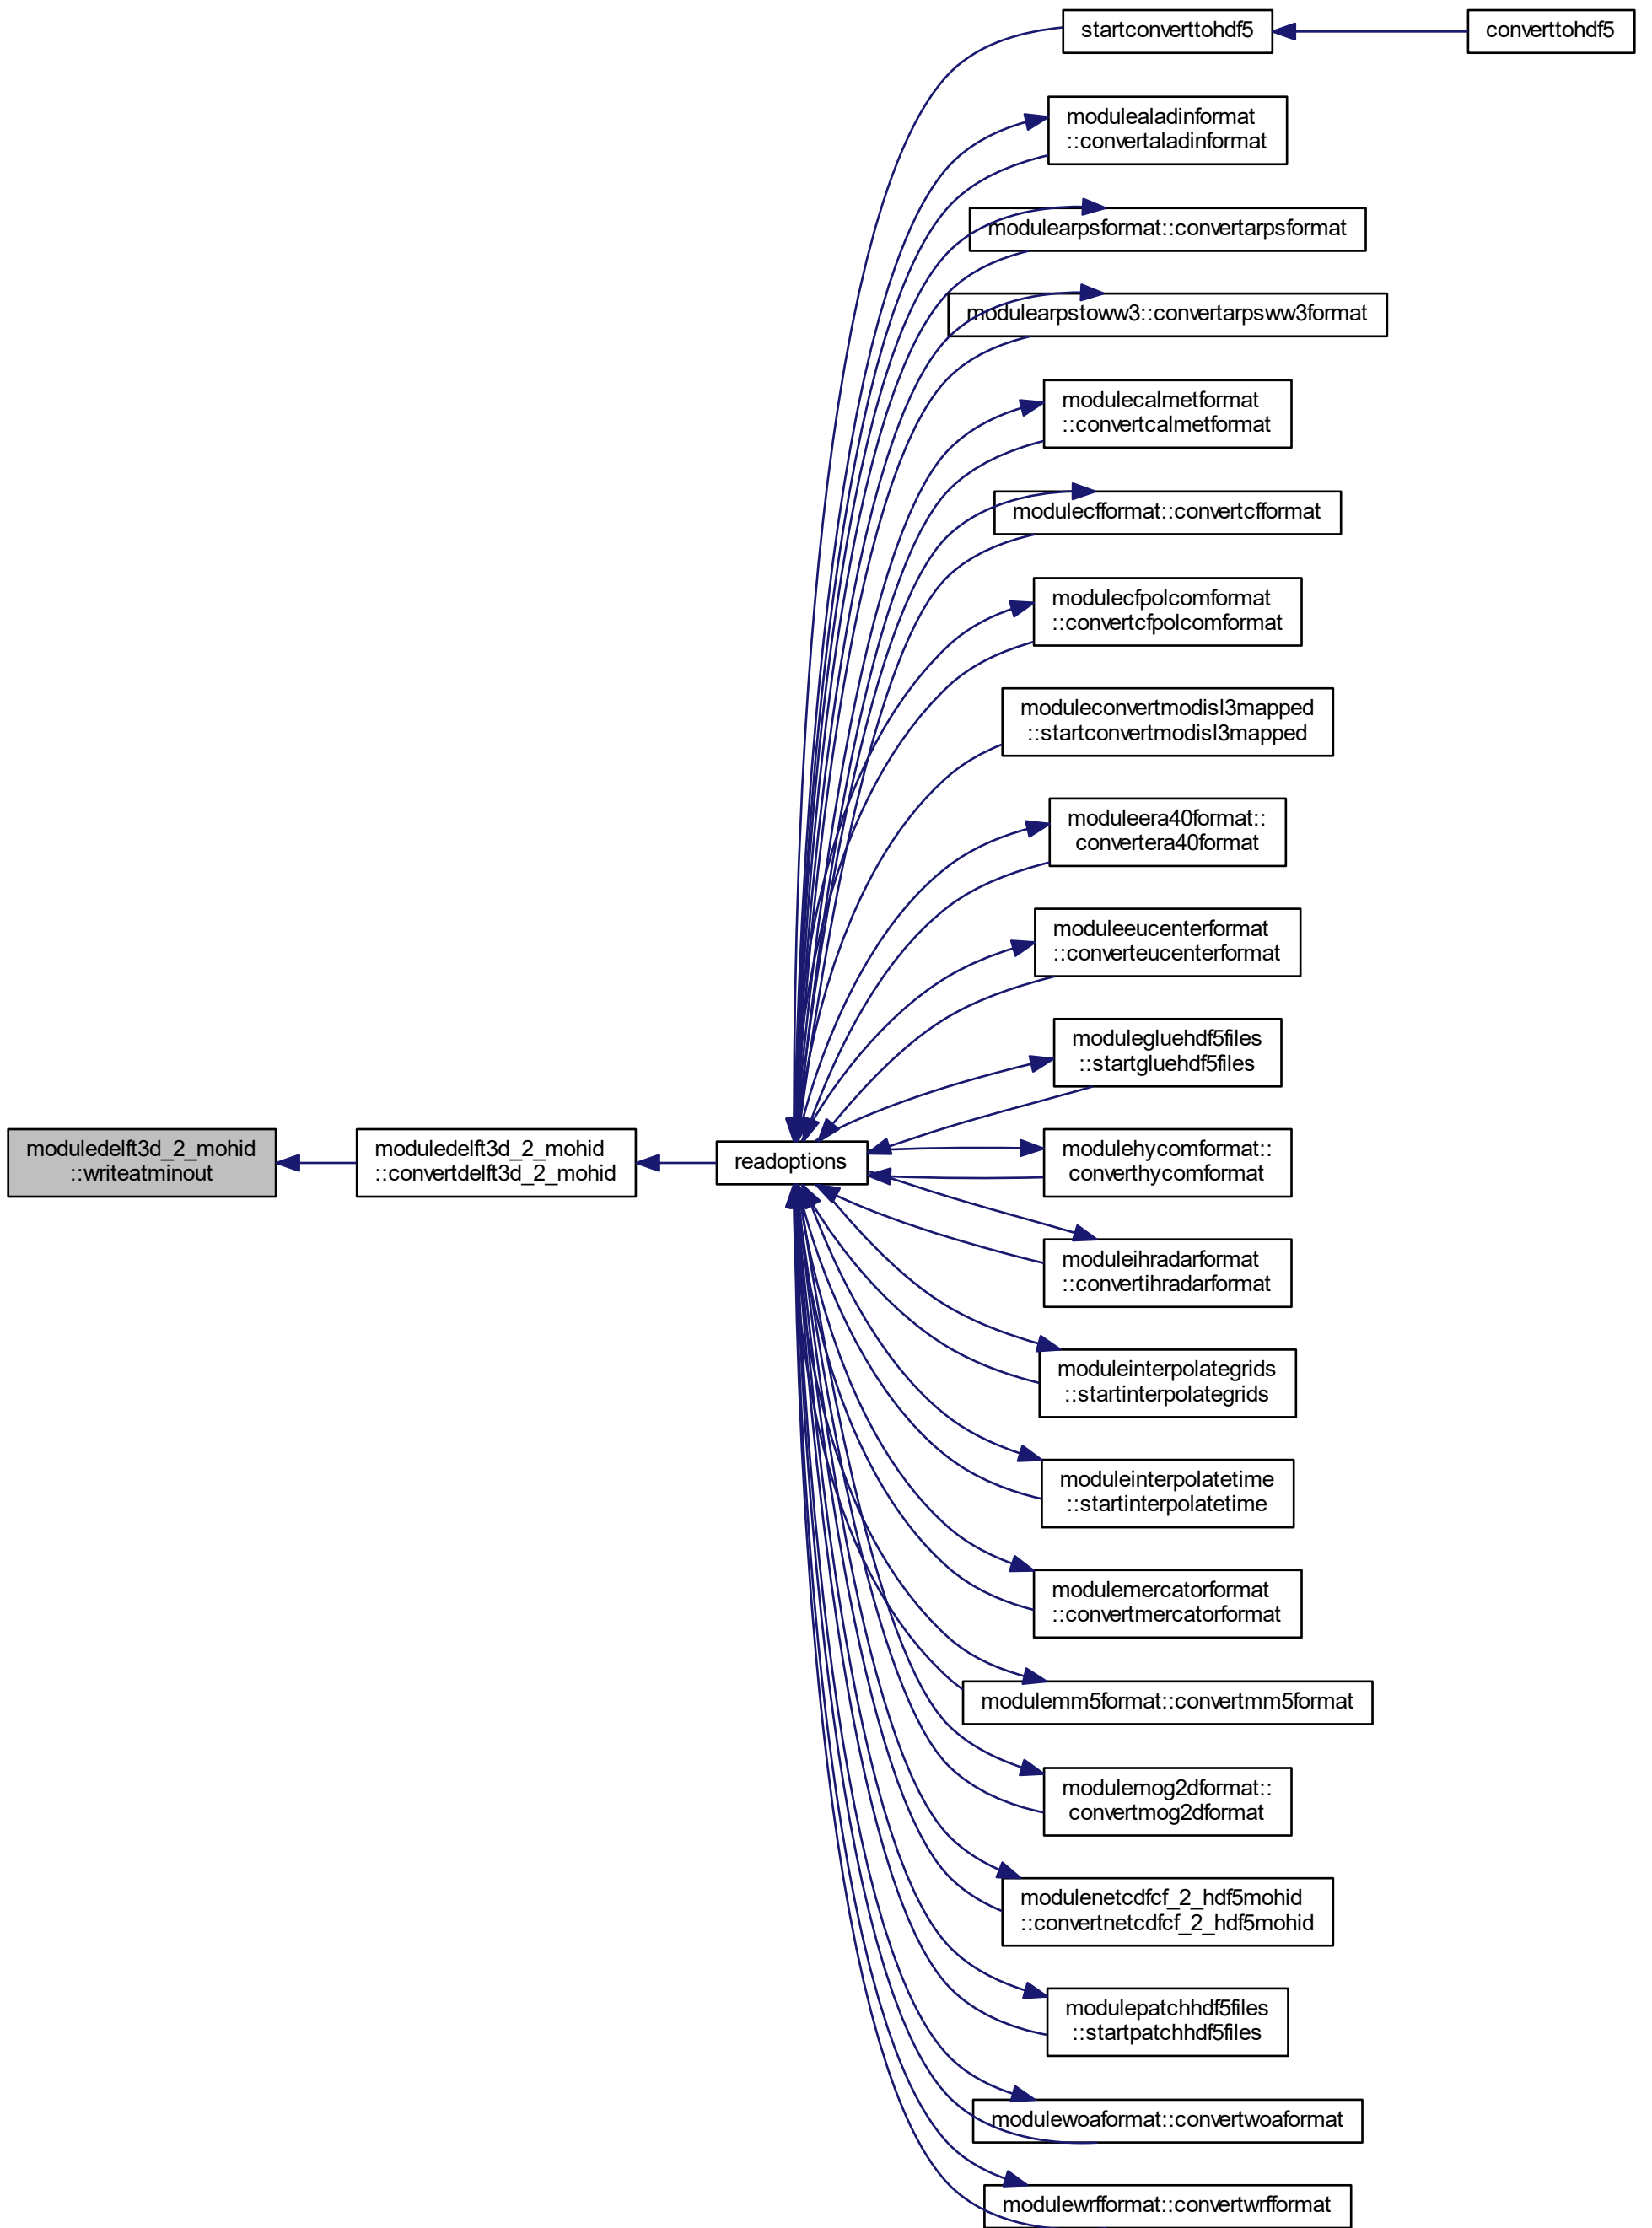 startconverttohdf5
converttohdf5
modulealadinformat
::convertaladinformat
modulearpsformat::convertarpsformat
modulearpstoww3::convertarpsww3format
modulecalmetformat
::convertcalmetformat
modulecfformat::convertcfformat
modulecfpolcomformat
::convertcfpolcomformat
moduleconvertmodisl3mapped
::startconvertmodisl3mapped
moduleera40format::
convertera40format
moduleeucenterformat
::converteucenterformat
modulegluehdf5files
::startgluehdf5files
moduledelft3d_2_mohid
::writeatminout
moduledelft3d_2_mohid
::convertdelft3d_2_mohid
readoptions
modulehycomformat::
converthycomformat
moduleihradarformat
::convertihradarformat
moduleinterpolategrids
::startinterpolategrids
moduleinterpolatetime
::startinterpolatetime
modulemercatorformat
::convertmercatorformat
modulemm5format::convertmm5format
modulemog2dformat::
convertmog2dformat
modulenetcdfcf_2_hdf5mohid
::convertnetcdfcf_2_hdf5mohid
modulepatchhdf5files
::startpatchhdf5files
modulewoaformat::convertwoaformat
modulewrfformat::convertwrfformat